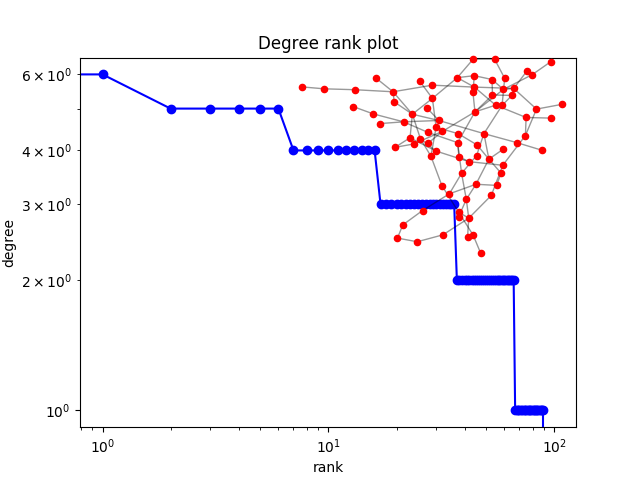 Degree rank plot
6 × 10⁰
4 × 10⁰
3 × 10⁰
2 × 10⁰
10⁰
degree
10⁰ 10¹ 10²
rank